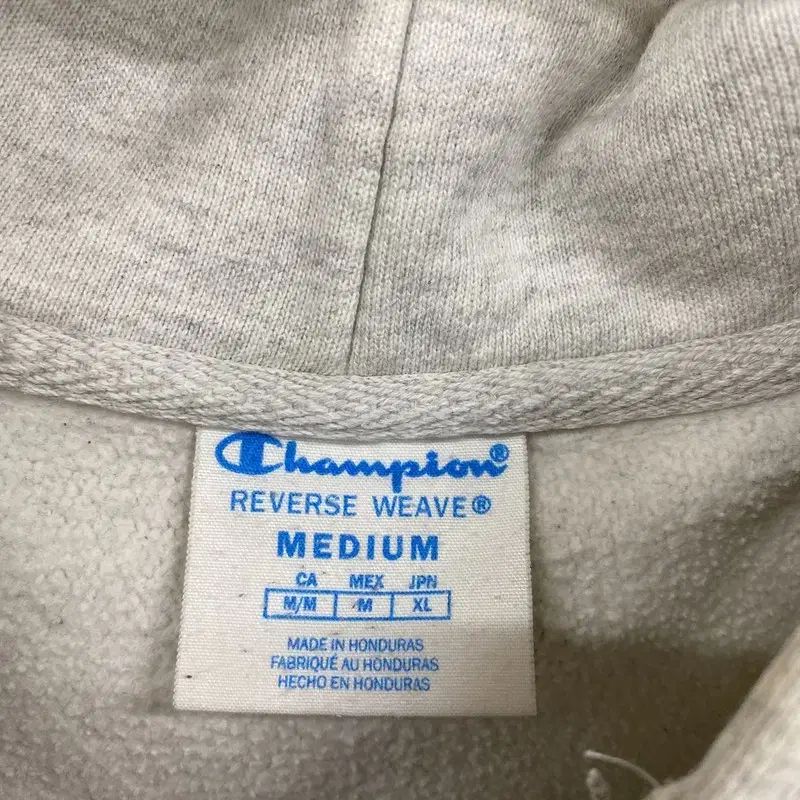 Champion®
REVERSE WEAVE®
MEDIUM
CA MEX JPN
M/M M XL
MADE IN HONDURAS
FABRIQUÉ AU HONDURAS
HECHO EN HONDURAS